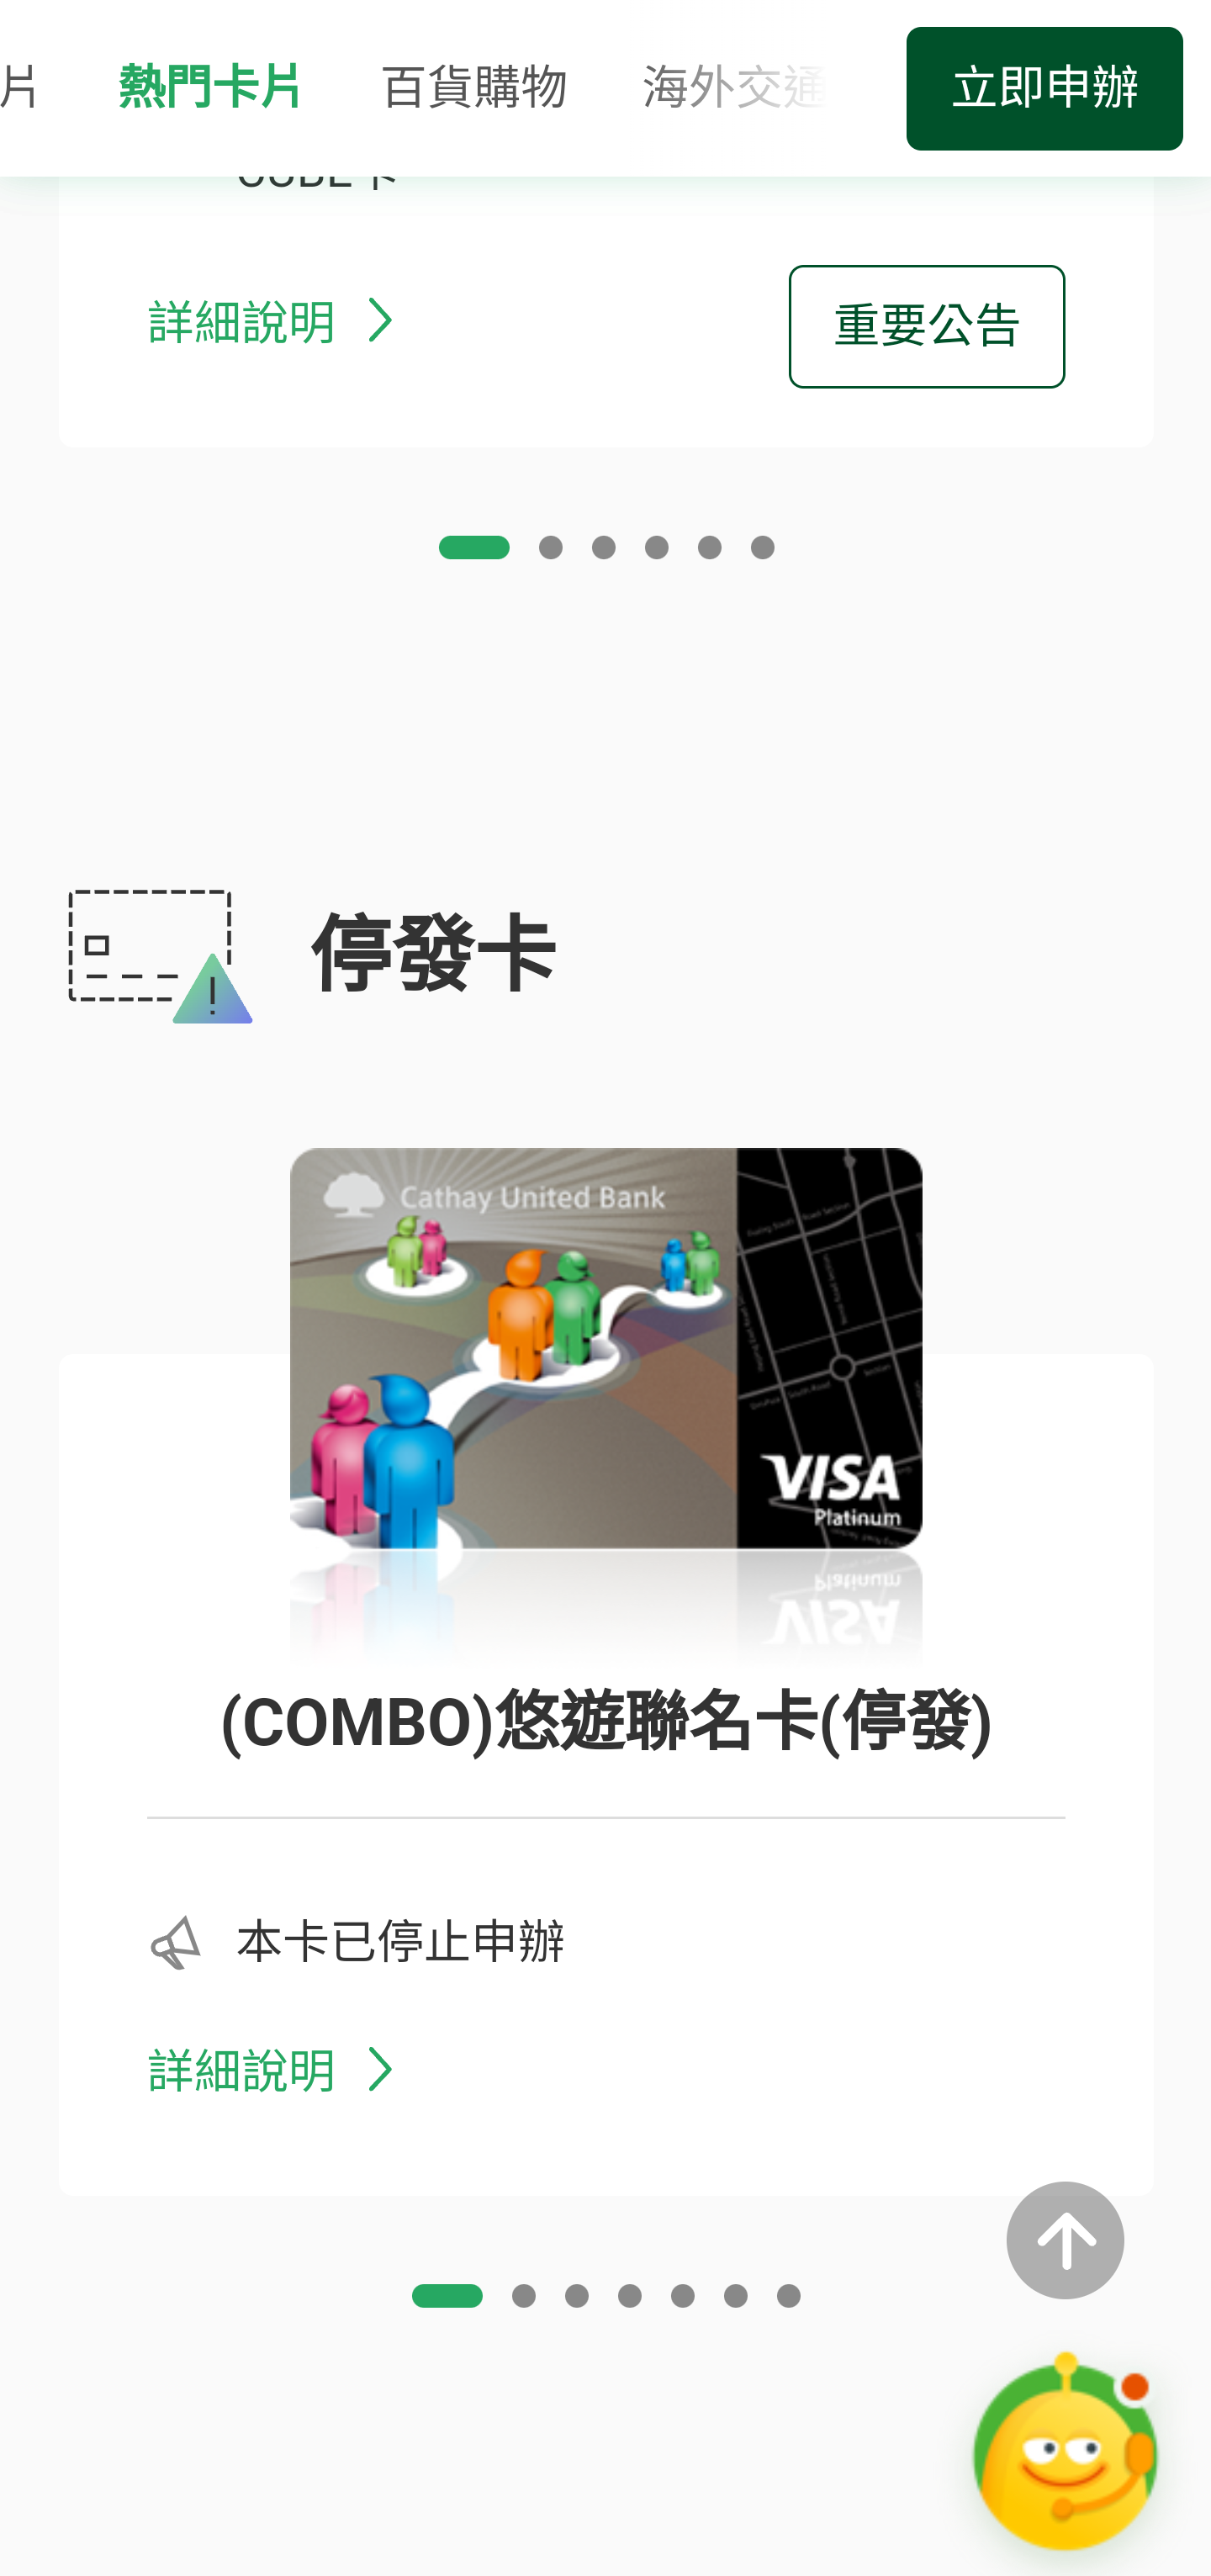 片 熱門卡片 百貨購物 海外交通 立即申辦
CUBE卡
詳細說明
重要公告
停發卡
Cathay United Bank
VISA
Platinum
(COMBO)悠遊聯名卡(停發)
本卡已停止申辦
詳細說明